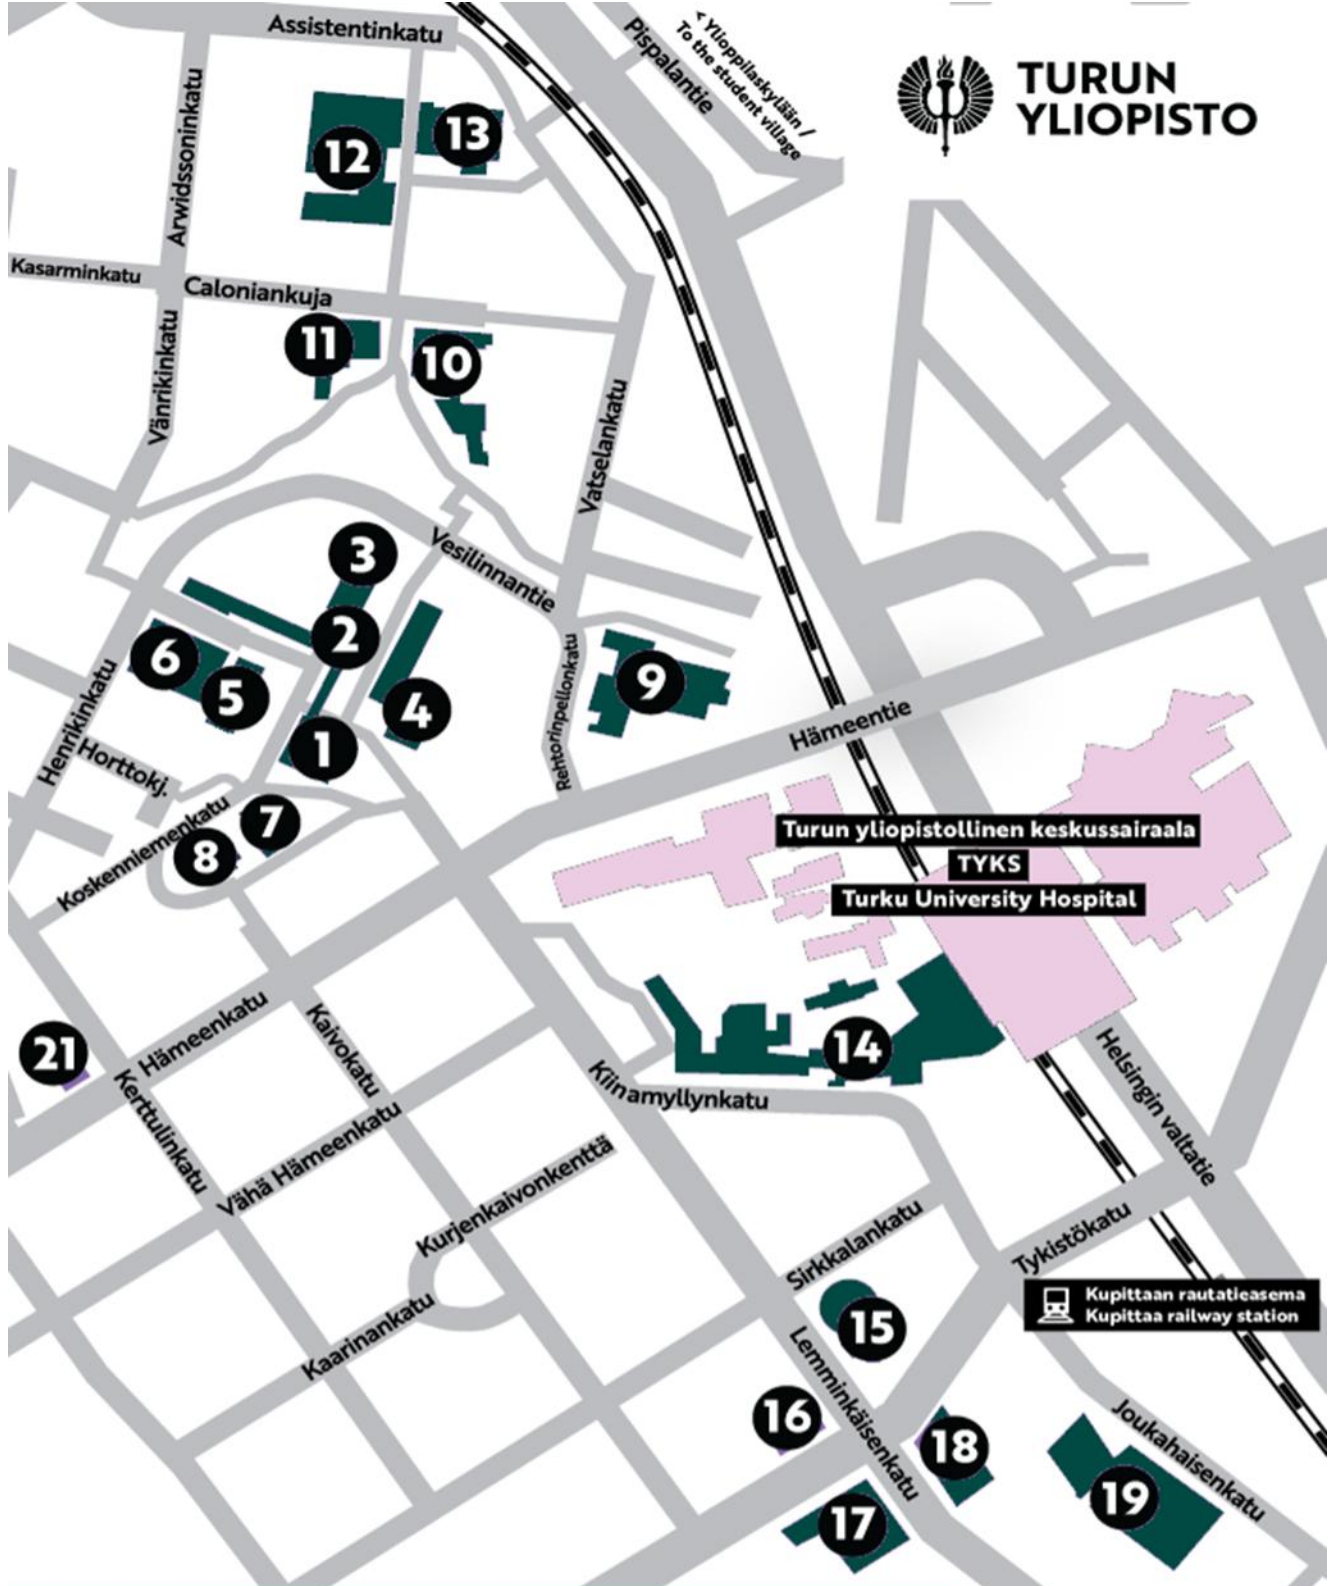 Assistentinkatu
Pispalantie
< Ylioppilaskylään /
To the student village
TURUN
YLIOPISTO
Arwidssoninkatu
12
13
Kasarminkatu
Caloniankuja
11
10
Vänrikinkatu
Vatselankatu
3
Vesilinnantie
2
6
5
4
9
Rehtorinpellonkatu
Henrikinkatu
1
Hämeentie
Horttokj.
7
8
Koskenniemenkatu
Turun yliopistollinen keskussairaala
TYKS
Turku University Hospital
21
Hämeenkatu
Kaivokatu
14
Kerttulinkatu
Kiinamyllynkatu
Helsingin valtatie
Vähä Hämeenkatu
Kurjenkaivonkenttä
Sirkkalankatu
Tykistökatu
Kupittaan rautatieasema
Kupittaa railway station
15
Kaarinankatu
Lemminkäisenkatu
16
18
Joukahaisenkatu
19
17